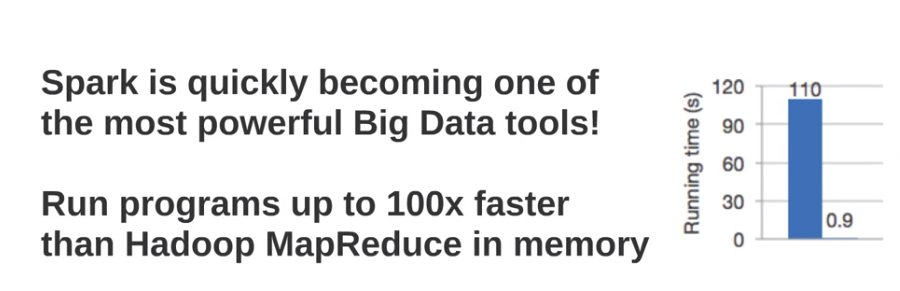 Spark is quickly becoming one of
the most powerful Big Data tools!
Run programs up to 100x faster
than Hadoop MapReduce in memory
Running time (s)
120
90
60
30
0
110
0.9